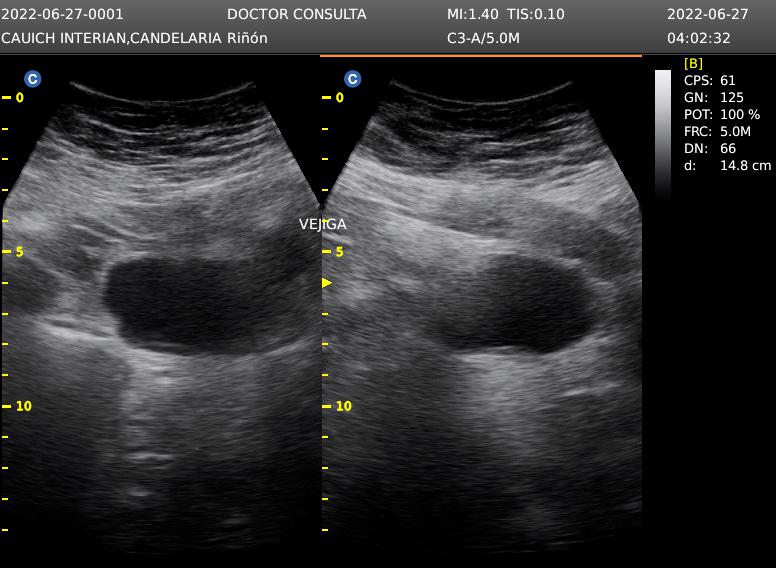 2022-06-27-0001 DOCTOR CONSULTA MI:1.40 TIS:0.10 2022-06-27
CAUICH INTERIAN,CANDELARIA Riñón C3-A/5.0M 04:02:32
C
C
[B]
CPS: 61
GN: 125
POT: 100 %
FRC: 5.0M
DN: 66
d: 14.8 cm
0
0
VEJIGA
5
5
10
10